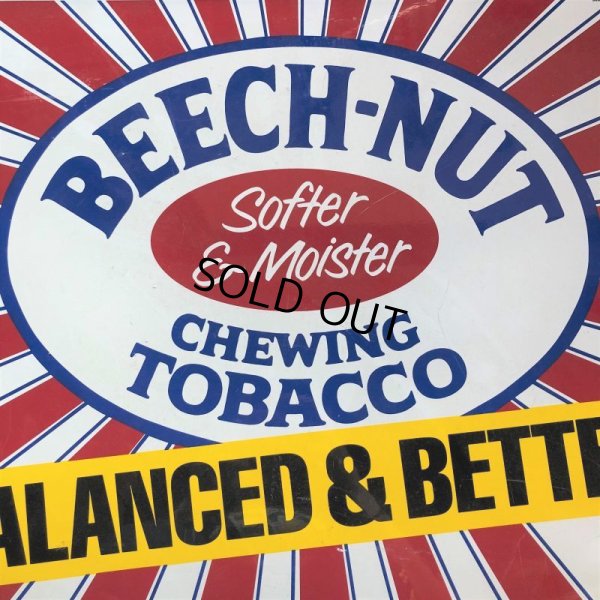 BEECH-NUT
Softer
& Moister
SOLD OUT
CHEWING
TOBACCO
ALANCED & BETTE